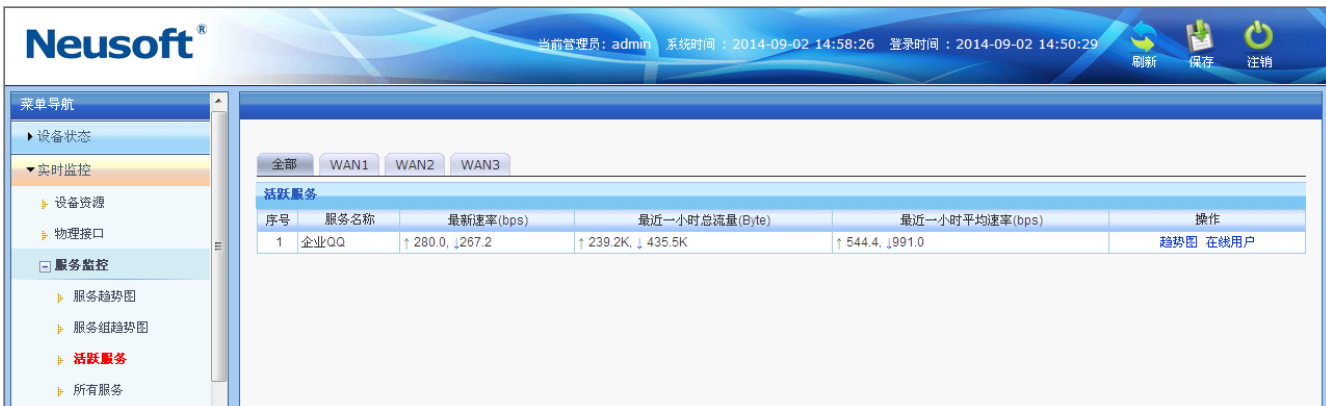 Neusoft®
当前管理员: admin 系统时间 : 2014-09-02 14:58:26 登录时间 : 2014-09-02 14:50:29
刷新 保存 注销
菜单导航
设备状态
实时监控
设备资源
物理接口
服务监控
服务趋势图
服务组趋势图
活跃服务
所有服务
全部 WAN1 WAN2 WAN3
活跃服务
序号 服务名称 最新速率(bps) 最近一小时总流量(Byte) 最近一小时平均速率(bps) 操作
1 企业QQ ↑ 280.0, ↓267.2 ↑ 239.2K, ↓ 435.5K ↑ 544.4, ↓991.0 趋势图 在线用户